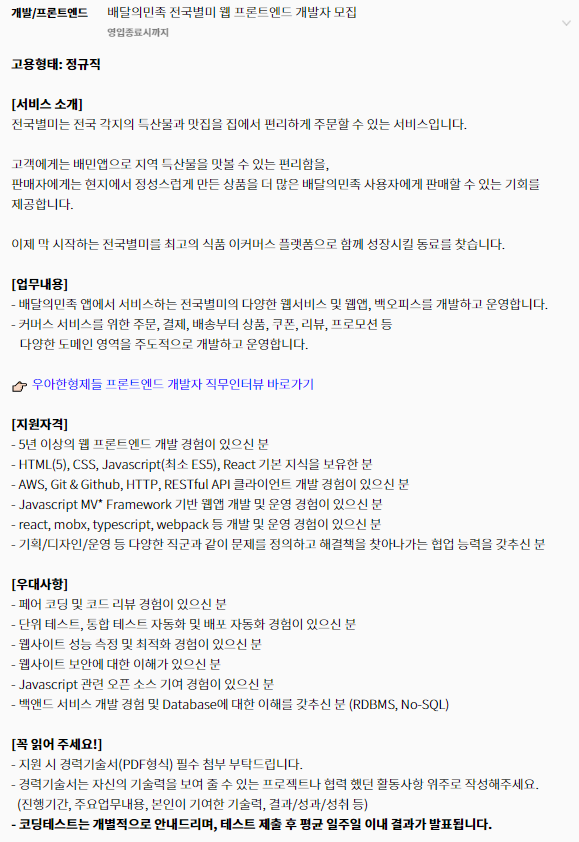 개발/프론트엔드 배달의민족 전국별미 웹 프론트엔드 개발자 모집
영입종료시까지
고용형태: 정규직
[서비스 소개]
전국별미는 전국 각지의 특산물과 맛집을 집에서 편리하게 주문할 수 있는 서비스입니다.
고객에게는 배민앱으로 지역 특산물을 맛볼 수 있는 편리함을,
판매자에게는 현지에서 정성스럽게 만든 상품을 더 많은 배달의민족 사용자에게 판매할 수 있는 기회를
제공합니다.
이제 막 시작하는 전국별미를 최고의 식품 이커머스 플랫폼으로 함께 성장시킬 동료를 찾습니다.
[업무내용]
- 배달의민족 앱에서 서비스하는 전국별미의 다양한 웹서비스 및 웹앱, 백오피스를 개발하고 운영합니다.
- 커머스 서비스를 위한 주문, 결제, 배송부터 상품, 쿠폰, 리뷰, 프로모션 등
다양한 도메인 영역을 주도적으로 개발하고 운영합니다.
👉 우아한형제들 프론트엔드 개발자 직무인터뷰 바로가기
[지원자격]
- 5년 이상의 웹 프론트엔드 개발 경험이 있으신 분
- HTML(5), CSS, Javascript(최소 ES5), React 기본 지식을 보유한 분
- AWS, Git & Github, HTTP, RESTful API 클라이언트 개발 경험이 있으신 분
- Javascript MV* Framework 기반 웹앱 개발 및 운영 경험이 있으신 분
- react, mobx, typescript, webpack 등 개발 및 운영 경험이 있으신 분
- 기획/디자인/운영 등 다양한 직군과 같이 문제를 정의하고 해결책을 찾아나가는 협업 능력을 갖추신 분
[우대사항]
- 페어 코딩 및 코드 리뷰 경험이 있으신 분
- 단위 테스트, 통합 테스트 자동화 및 배포 자동화 경험이 있으신 분
- 웹사이트 성능 측정 및 최적화 경험이 있으신 분
- 웹사이트 보안에 대한 이해가 있으신 분
- Javascript 관련 오픈 소스 기여 경험이 있으신 분
- 백앤드 서비스 개발 경험 및 Database에 대한 이해를 갖추신 분 (RDBMS, No-SQL)
[꼭 읽어 주세요!]
- 지원 시 경력기술서(PDF형식) 필수 첨부 부탁드립니다.
- 경력기술서는 자신의 기술력을 보여 줄 수 있는 프로젝트나 협력 했던 활동사항 위주로 작성해주세요.
(진행기간, 주요업무내용, 본인이 기여한 기술력, 결과/성과/성취 등)
- 코딩테스트는 개별적으로 안내드리며, 테스트 제출 후 평균 일주일 이내 결과가 발표됩니다.